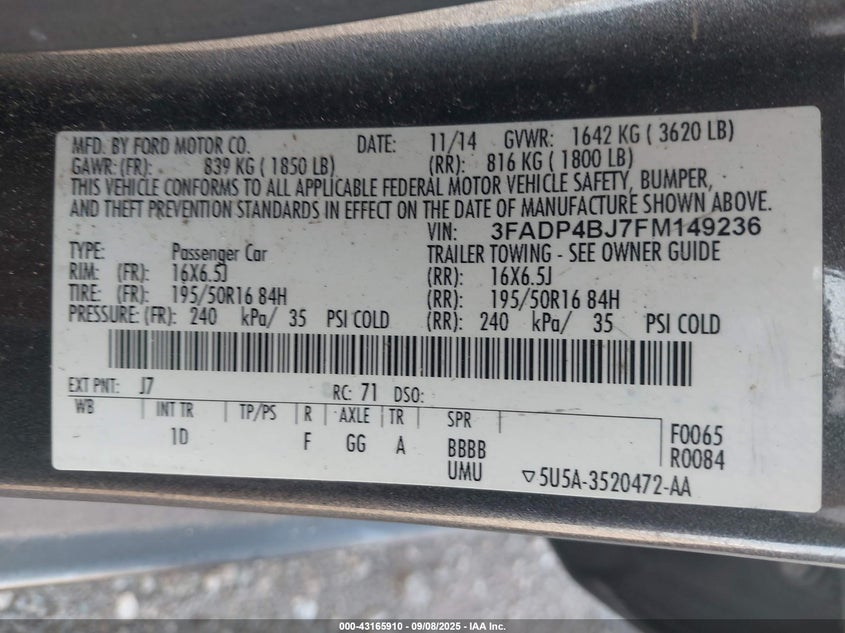 MFD. BY FORD MOTOR CO. DATE: 11/14 GVWR: 1642 KG ( 3620 LB)
GAWR: (FR): 839 KG ( 1850 LB) (RR): 816 KG ( 1800 LB)
THIS VEHICLE CONFORMS TO ALL APPLICABLE FEDERAL MOTOR VEHICLE SAFETY, BUMPER,
AND THEFT PREVENTION STANDARDS IN EFFECT ON THE DATE OF MANUFACTURE SHOWN ABOVE.
VIN: 3FADP4BJ7FM149236
TYPE: Passenger Car TRAILER TOWING - SEE OWNER GUIDE
RIM: (FR): 16X6.5J (RR): 16X6.5J
TIRE: (FR): 195/50R16 84H (RR): 195/50R16 84H
PRESSURE: (FR): 240 kPa/ 35 PSI COLD (RR): 240 kPa/ 35 PSI COLD
EXT PNT: J7 RC: 71 DSO:
WB INT TR TP/PS R AXLE TR SPR
1D F GG A BBBB F0065
UMU R0084
▽5U5A-3520472-AA
000-43165910 - 09/08/2025 - IAA Inc.